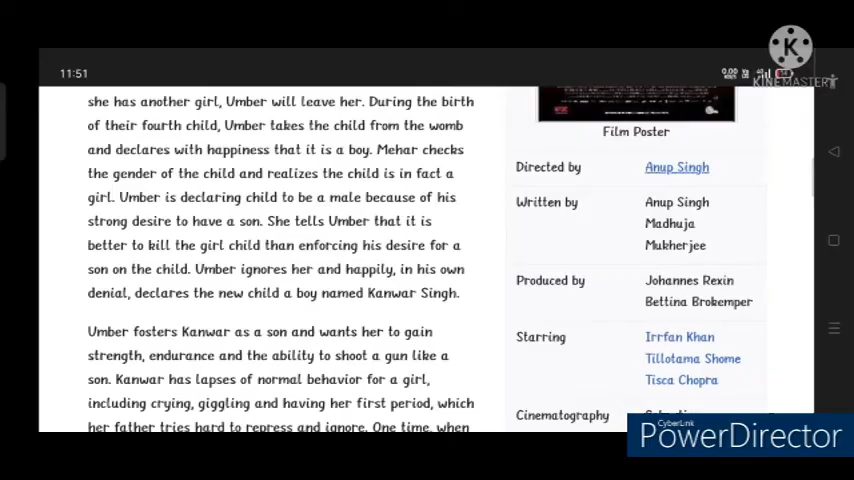 11:51
0.00
KINEMASTER
she has another girl, Umber will leave her. During the birth
of their fourth child, Umber takes the child from the womb
and declares with happiness that it is a boy. Mehar checks
the gender of the child and realizes the child is in fact a
girl. Umber is declaring child to be a male because of his
strong desire to have a son. She tells Umber that it is
better to kill the girl child than enforcing his desire for a
son on the child. Umber ignores her and happily, in his own
denial, declares the new child a boy named Kanwar Singh.
Umber fosters Kanwar as a son and wants her to gain
strength, endurance and the ability to shoot a gun like a
son. Kanwar has lapses of normal behavior for a girl,
including crying, giggling and having her first period, which
her father tries hard to repress and ignore. One time, when
Film Poster
Directed by Anup Singh
Written by Anup Singh
Madhuja
Mukherjee
Produced by Johannes Rexin
Bettina Brokemper
Starring Irrfan Khan
Tillotama Shome
Tisca Chopra
Cinematography
CyberLink
PowerDirector